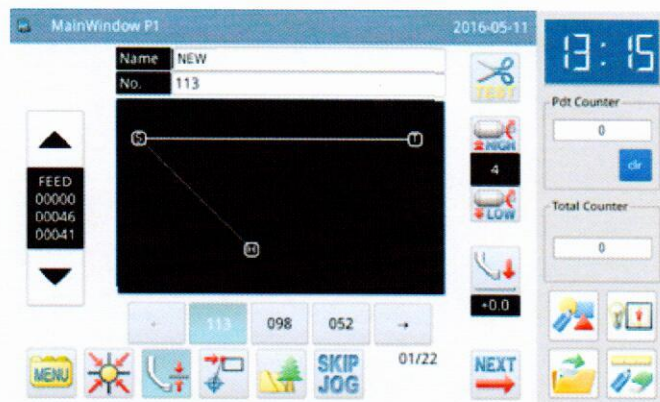 MainWindow P1
2016-05-11
13:15
Name NEW
No. 113
TEST
Pdt Counter
0
clr
HIGH
4
LOW
FEED
00000
00046
00041
S
T
H
Total Counter
0
+0.0
← 113 098 052 →
01/22
MENU
SKIP
JOG
NEXT